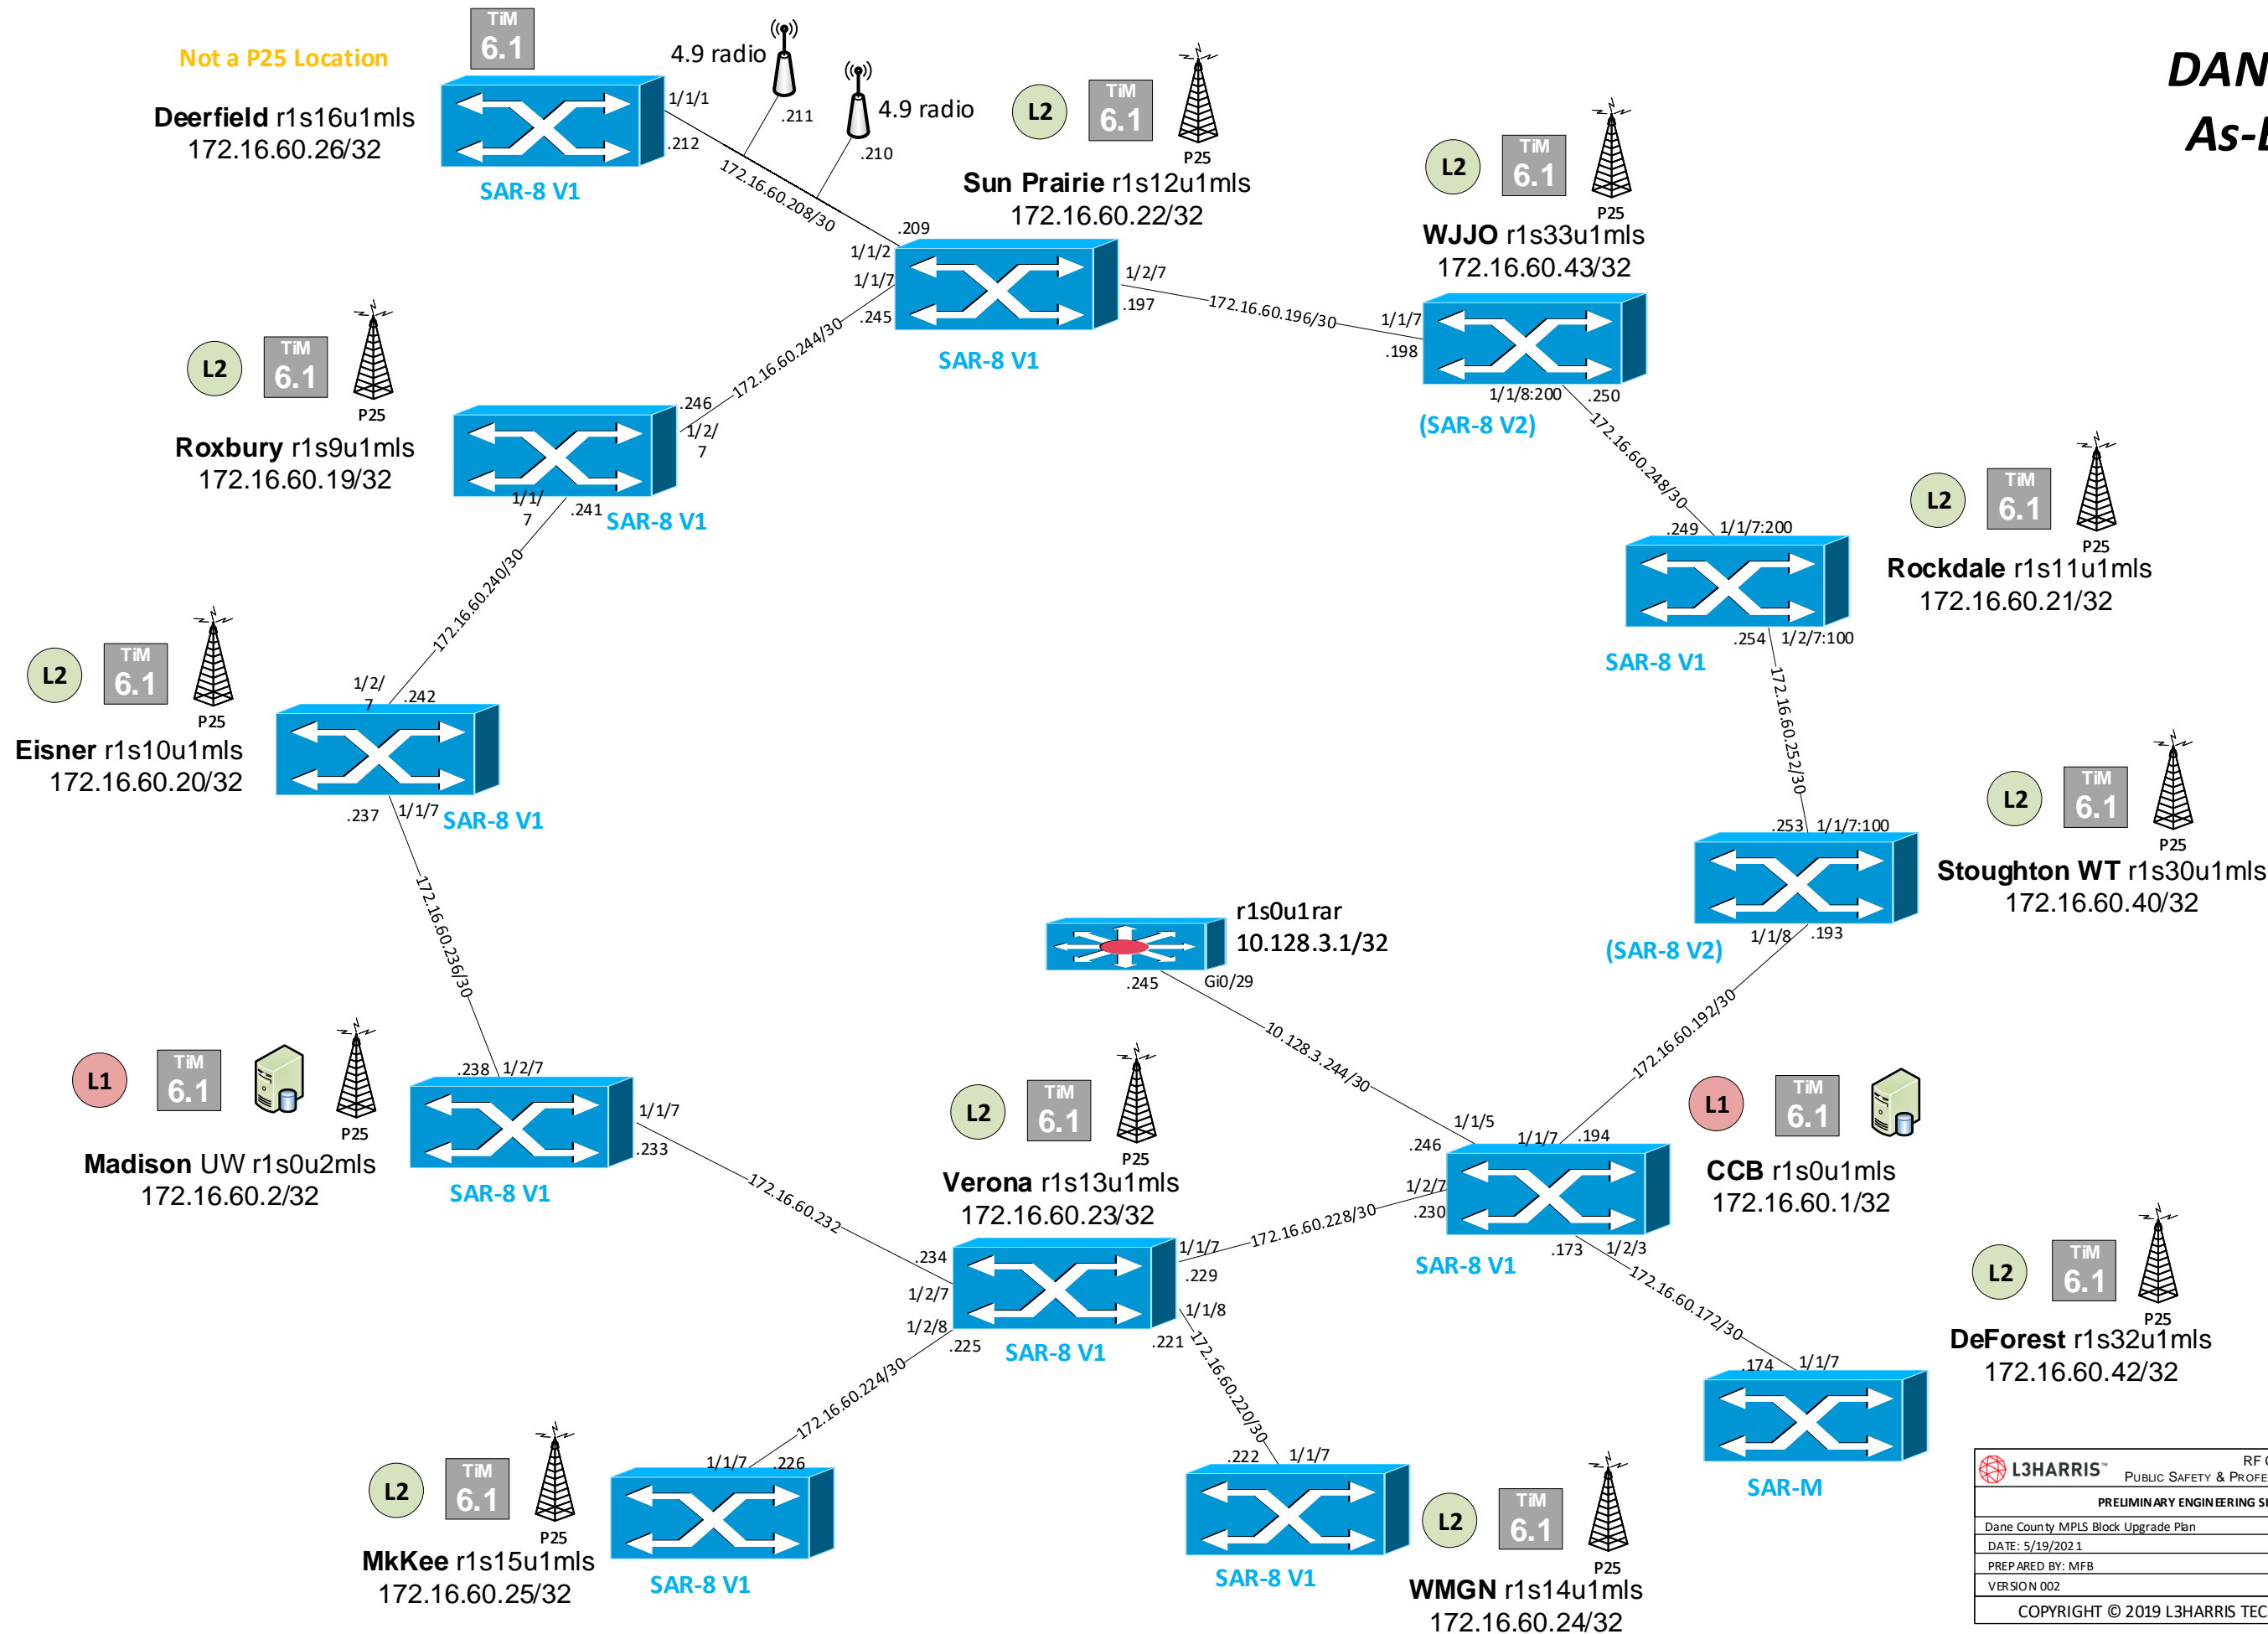 DAN
As-
Not a P25 Location
TiM
6.1
Deerfield r1s16u1mls
172.16.60.26/32
SAR-8 V1
1/1/1
.212
4.9 radio
.211
4.9 radio
.210
172.16.60.208/30
L2
TiM
6.1
P25
Sun Prairie r1s12u1mls
172.16.60.22/32
.209
1/1/2
1/1/7
.245
1/2/7
.197
SAR-8 V1
172.16.60.196/30
L2
TiM
6.1
P25
WJJO r1s33u1mls
172.16.60.43/32
1/1/7
.198
1/1/8:200
.250
(SAR-8 V2)
172.16.60.244/30
L2
TiM
6.1
P25
Roxbury r1s9u1mls
172.16.60.19/32
.246
1/2/
7
1/1/
7
.241
SAR-8 V1
172.16.60.248/30
L2
TiM
6.1
P25
Rockdale r1s11u1mls
172.16.60.21/32
.249
1/1/7:200
.254
1/2/7:100
SAR-8 V1
172.16.60.240/30
L2
TiM
6.1
P25
Eisner r1s10u1mls
172.16.60.20/32
1/2/
7
.242
.237
1/1/7
SAR-8 V1
172.16.60.252/30
L2
TiM
6.1
P25
Stoughton WT r1s30u1mls
172.16.60.40/32
.253
1/1/7:100
1/1/8
.193
(SAR-8 V2)
172.16.60.236/30
r1s0u1rar
10.128.3.1/32
.245
Gi0/29
10.128.3.244/30
172.16.60.192/30
L1
TiM
6.1
P25
Madison UW r1s0u2mls
172.16.60.2/32
.238
1/2/7
1/1/7
.233
SAR-8 V1
172.16.60.232
L2
TiM
6.1
P25
Verona r1s13u1mls
172.16.60.23/32
.234
1/2/7
1/2/8
.225
1/1/7
.229
1/1/8
.221
SAR-8 V1
172.16.60.228/30
L1
TiM
6.1
CCB r1s0u1mls
172.16.60.1/32
1/1/5
.246
1/1/7
.194
1/2/7
.230
.173
1/2/3
SAR-8 V1
172.16.60.172/30
L2
TiM
6.1
P25
DeForest r1s32u1mls
172.16.60.42/32
.174
1/1/7
SAR-M
172.16.60.224/30
172.16.60.220/30
L2
TiM
6.1
P25
MkKee r1s15u1mls
172.16.60.25/32
1/1/7
.226
SAR-8 V1
.222
1/1/7
SAR-8 V1
L2
TiM
6.1
P25
WMGN r1s14u1mls
172.16.60.24/32
L3HARRIS™
RF
PUBLIC SAFETY & PROFE
PRELIMINARY ENGINEERING
Dane County MPLS Block Upgrade Plan
DATE: 5/19/2021
PREPARED BY: MFB
VERSION 002
COPYRIGHT © 2019 L3HARRIS TEC